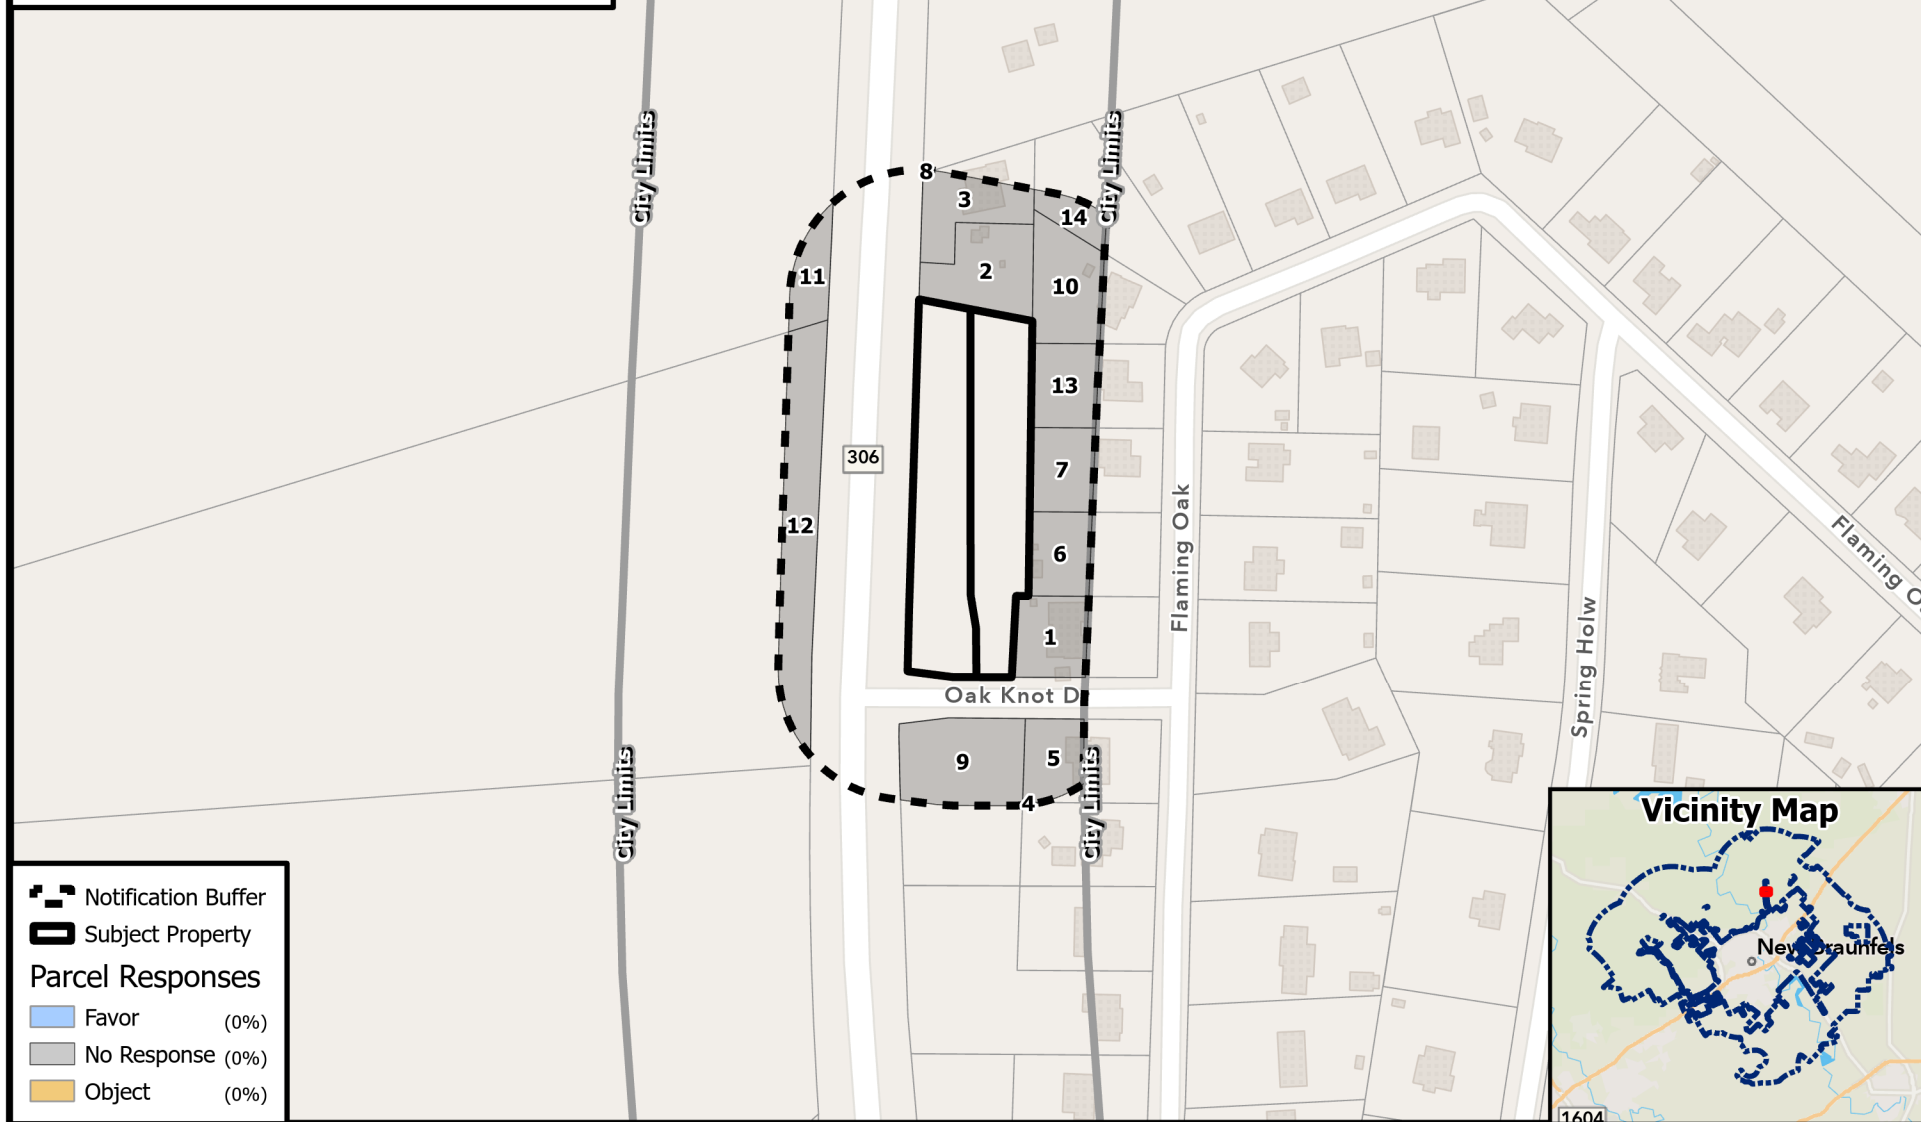 City Limits
City Limits
8
3
14
11
2
10
13
306
7
12
6
1
Flaming Oak
Flaming
Spring Holw
Oak Knot D
9
5
4
City Limits
City Limits
Notification Buffer
Subject Property
Parcel Responses
Favor (0%)
No Response (0%)
Object (0%)
Vicinity Map
New Braunfels
1604